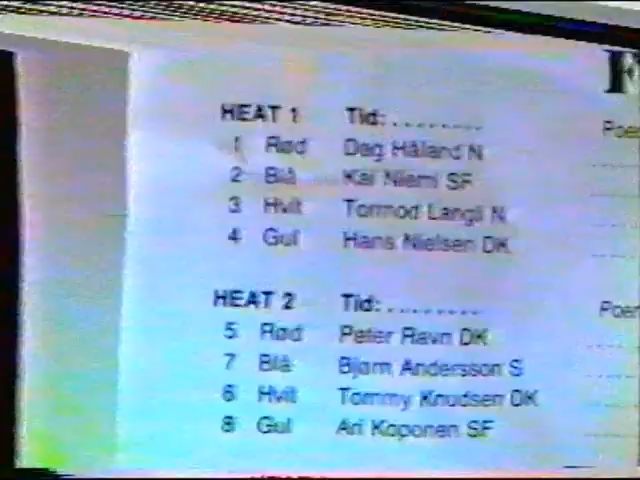 HEAT 1 Tid: .........
1 Rød Dag Håland N
2 Blå Kai Niemi SF
3 Hvit Tormod Langli N
4 Gul Hans Nielsen DK
HEAT 2 Tid: .........
5 Rød Peter Ravn DK
7 Blå Bjørn Andersson S
6 Hvit Tommy Knudsen DK
8 Gul Ari Koponen SF